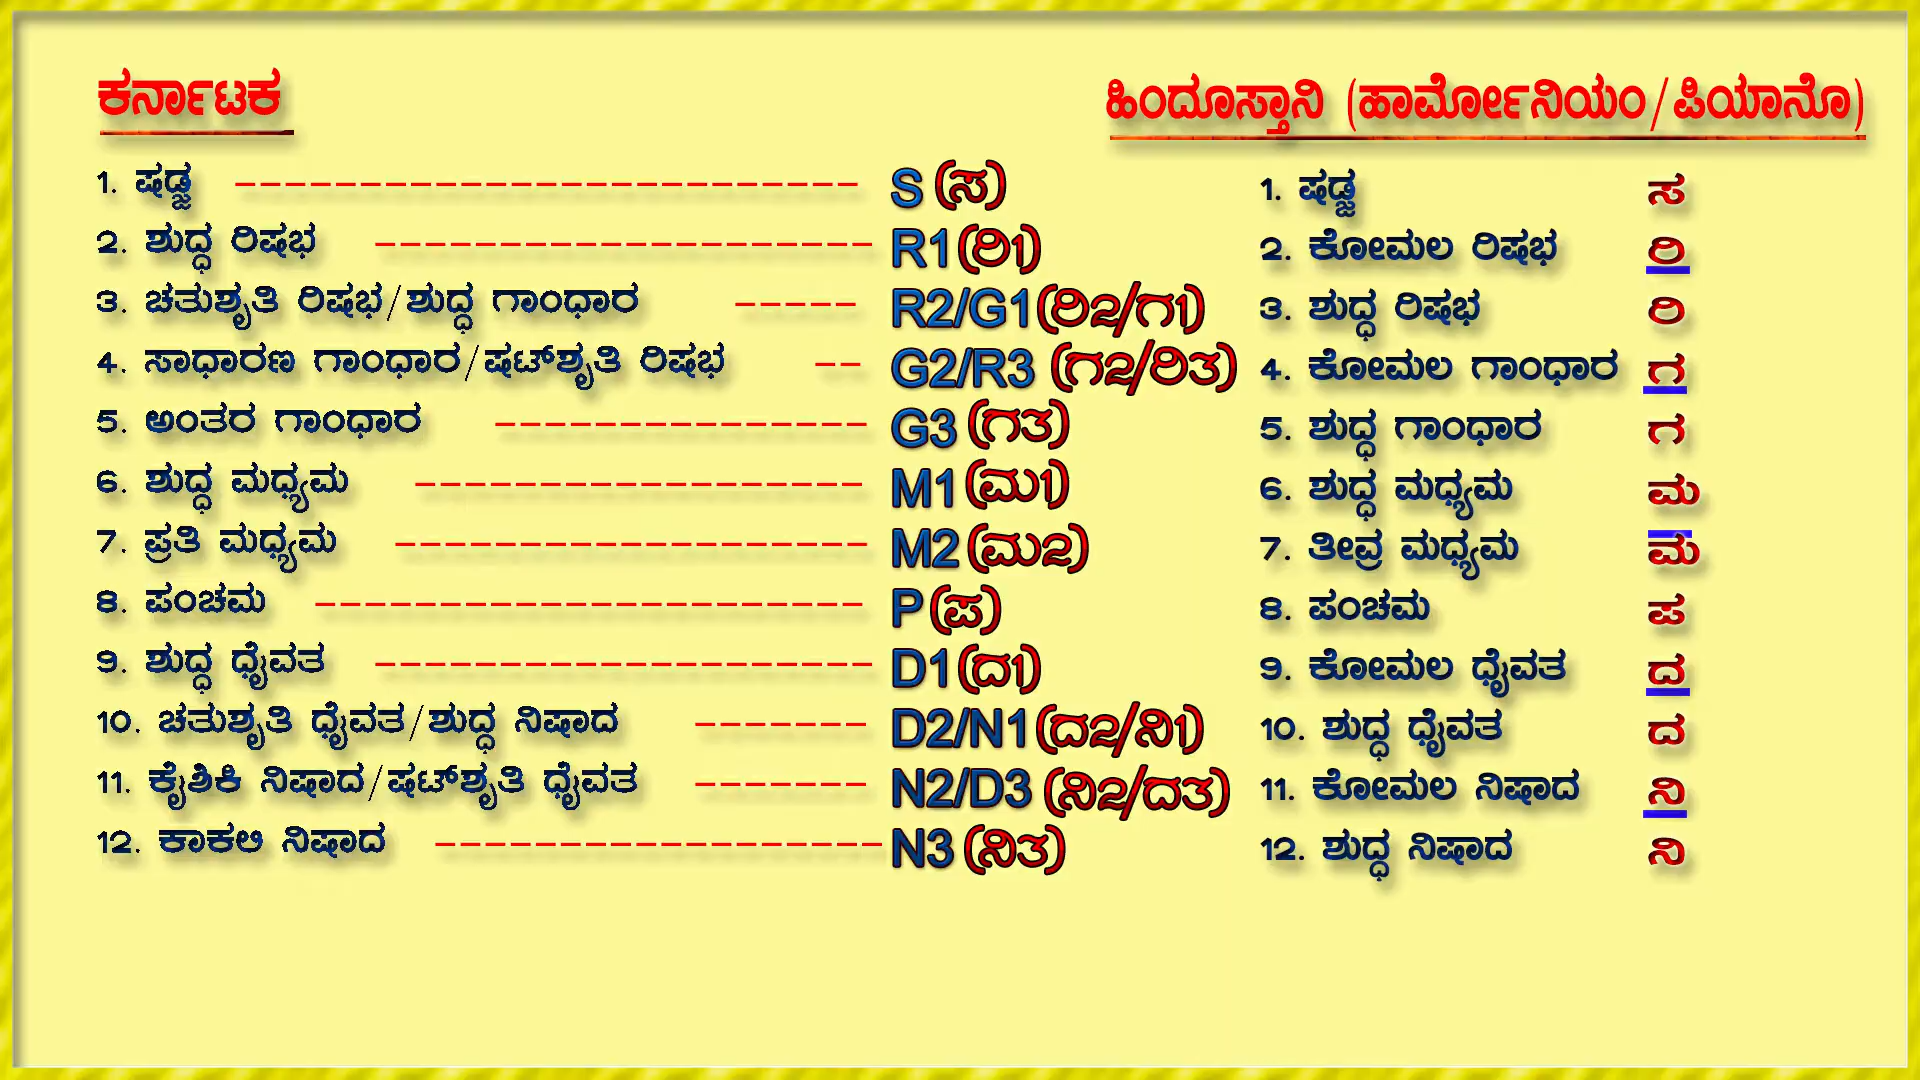 ಕರ್ನಾಟಕ ಹಿಂದೂಸ್ತಾನಿ (ಹಾರ್ಮೋನಿಯಂ/ಪಿಯಾನೊ)
1. ಷಡ್ಜ ------------------------- S (ಸ) 1. ಷಡ್ಜ ಸ
2. ಶುದ್ಧ ರಿಷಭ -------------------- R1 (ರಿ1) 2. ಕೋಮಲ ರಿಷಭ ರಿ
3. ಚತುಶೃತಿ ರಿಷಭ/ಶುದ್ಧ ಗಾಂಧಾರ ----- R2/G1 (ರಿ2/ಗ1) 3. ಶುದ್ಧ ರಿಷಭ ರಿ
4. ಸಾಧಾರಣ ಗಾಂಧಾರ/ಷಟ್‌ಶೃತಿ ರಿಷಭ -- G2/R3 (ಗ2/ರಿ3) 4. ಕೋಮಲ ಗಾಂಧಾರ ಗ
5. ಅಂತರ ಗಾಂಧಾರ --------------- G3 (ಗ3) 5. ಶುದ್ಧ ಗಾಂಧಾರ ಗ
6. ಶುದ್ಧ ಮಧ್ಯಮ ------------------ M1 (ಮ1) 6. ಶುದ್ಧ ಮಧ್ಯಮ ಮ
7. ಪ್ರತಿ ಮಧ್ಯಮ ------------------- M2 (ಮ2) 7. ತೀವ್ರ ಮಧ್ಯಮ ಮ
8. ಪಂಚಮ ---------------------- P (ಪ) 8. ಪಂಚಮ ಪ
9. ಶುದ್ಧ ಧೈವತ -------------------- D1 (ದ1) 9. ಕೋಮಲ ಧೈವತ ದ
10. ಚತುಶೃತಿ ಧೈವತ/ಶುದ್ಧ ನಿಷಾದ ------- D2/N1 (ದ2/ನಿ1) 10. ಶುದ್ಧ ಧೈವತ ದ
11. ಕೈಶಿಕಿ ನಿಷಾದ/ಷಟ್‌ಶೃತಿ ಧೈವತ ------- N2/D3 (ನಿ2/ದ3) 11. ಕೋಮಲ ನಿಷಾದ ನಿ
12. ಕಾಕಲಿ ನಿಷಾದ ------------------ N3 (ನಿ3) 12. ಶುದ್ಧ ನಿಷಾದ ನಿ